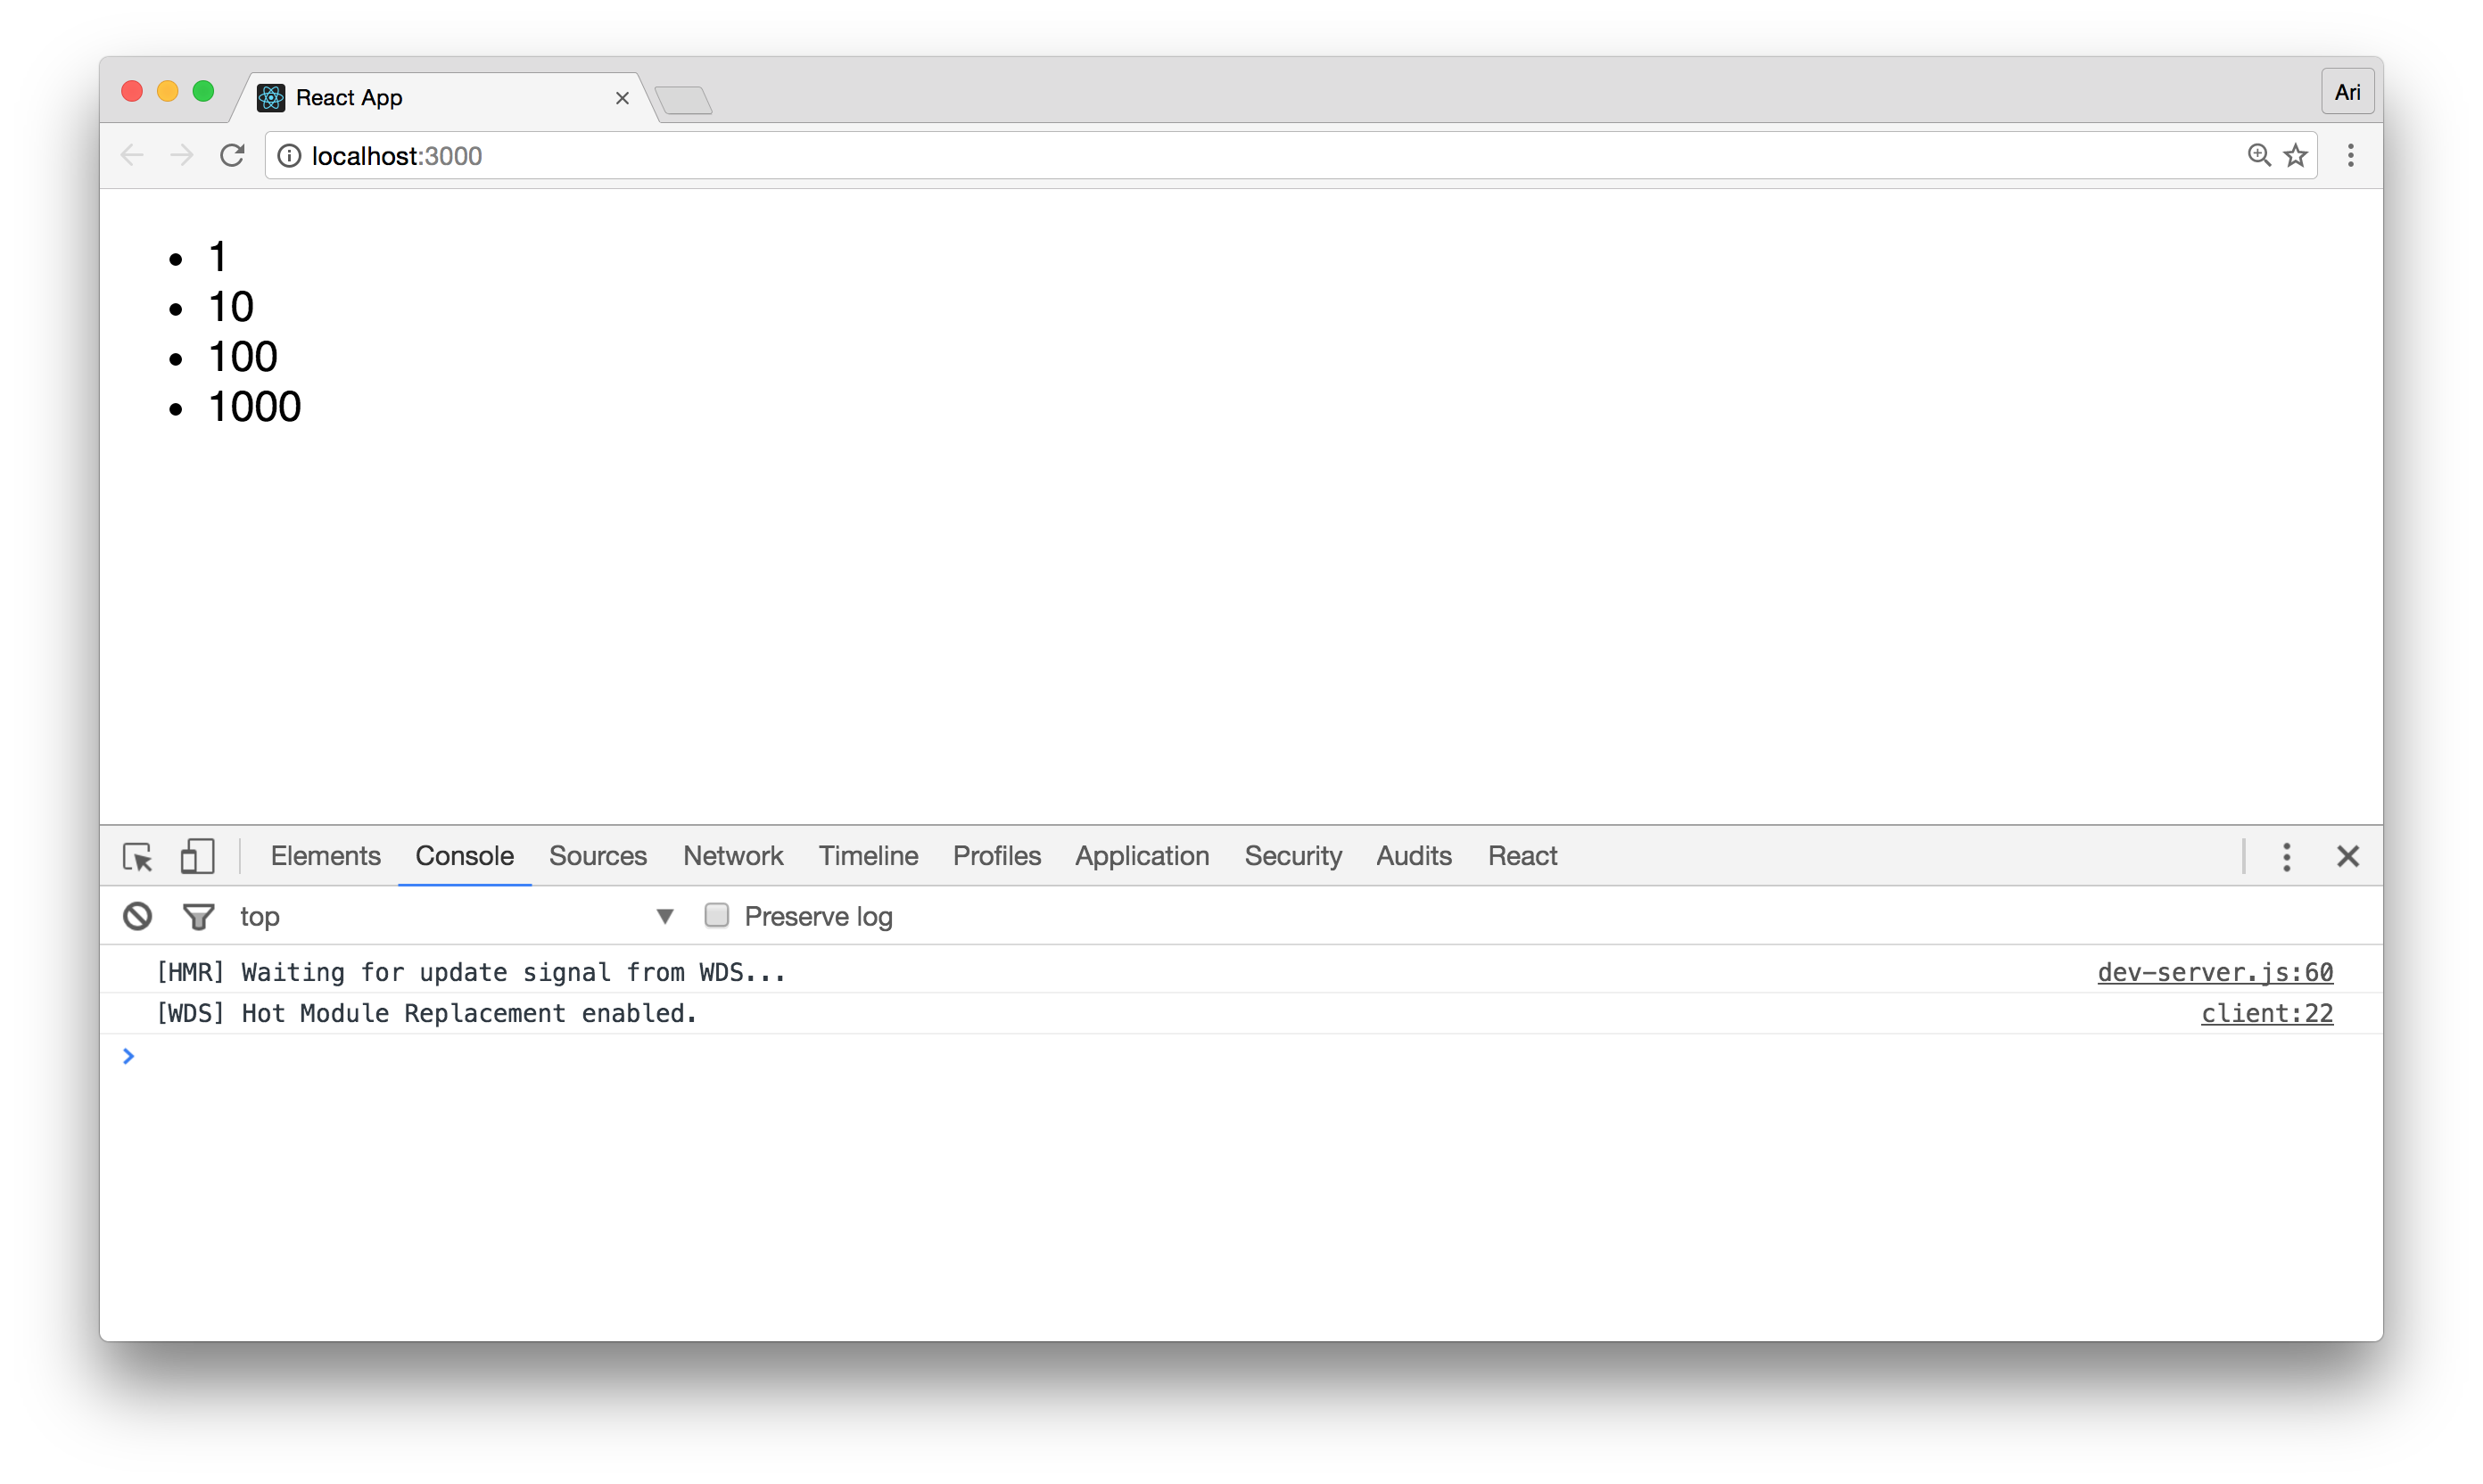 React App
Ari
localhost:3000
1
10
100
1000
Elements Console Sources Network Timeline Profiles Application Security Audits React
top Preserve log
[HMR] Waiting for update signal from WDS... dev-server.js:60
[WDS] Hot Module Replacement enabled. client:22